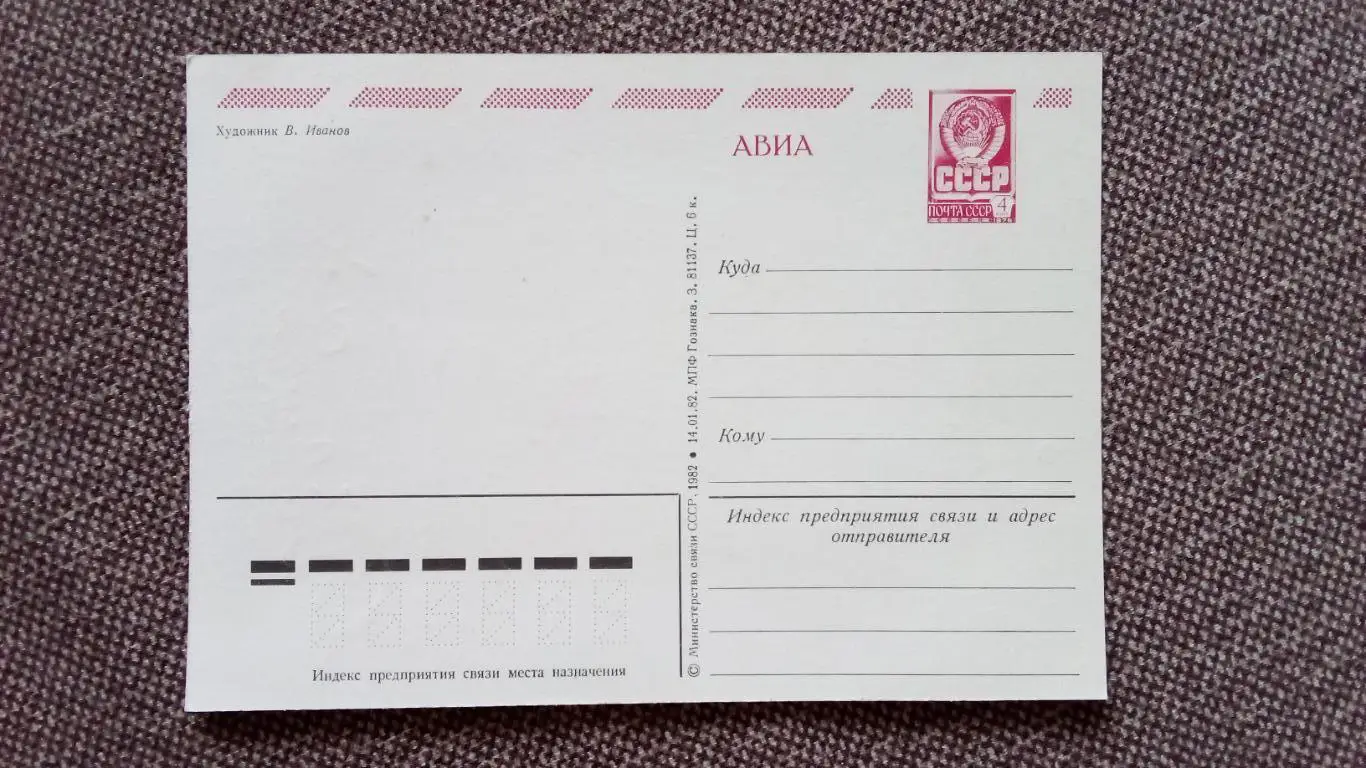 Художник В. Иванов
АВИА
СССР
ПОЧТА СССР 4
Куда
Кому
Индекс предприятия связи и адрес
отправителя
© Министерство связи СССР, 1982 ● 14.01.82. МПФ Гознака. З. 81137. Ц. 6 к.
Индекс предприятия связи места назначения